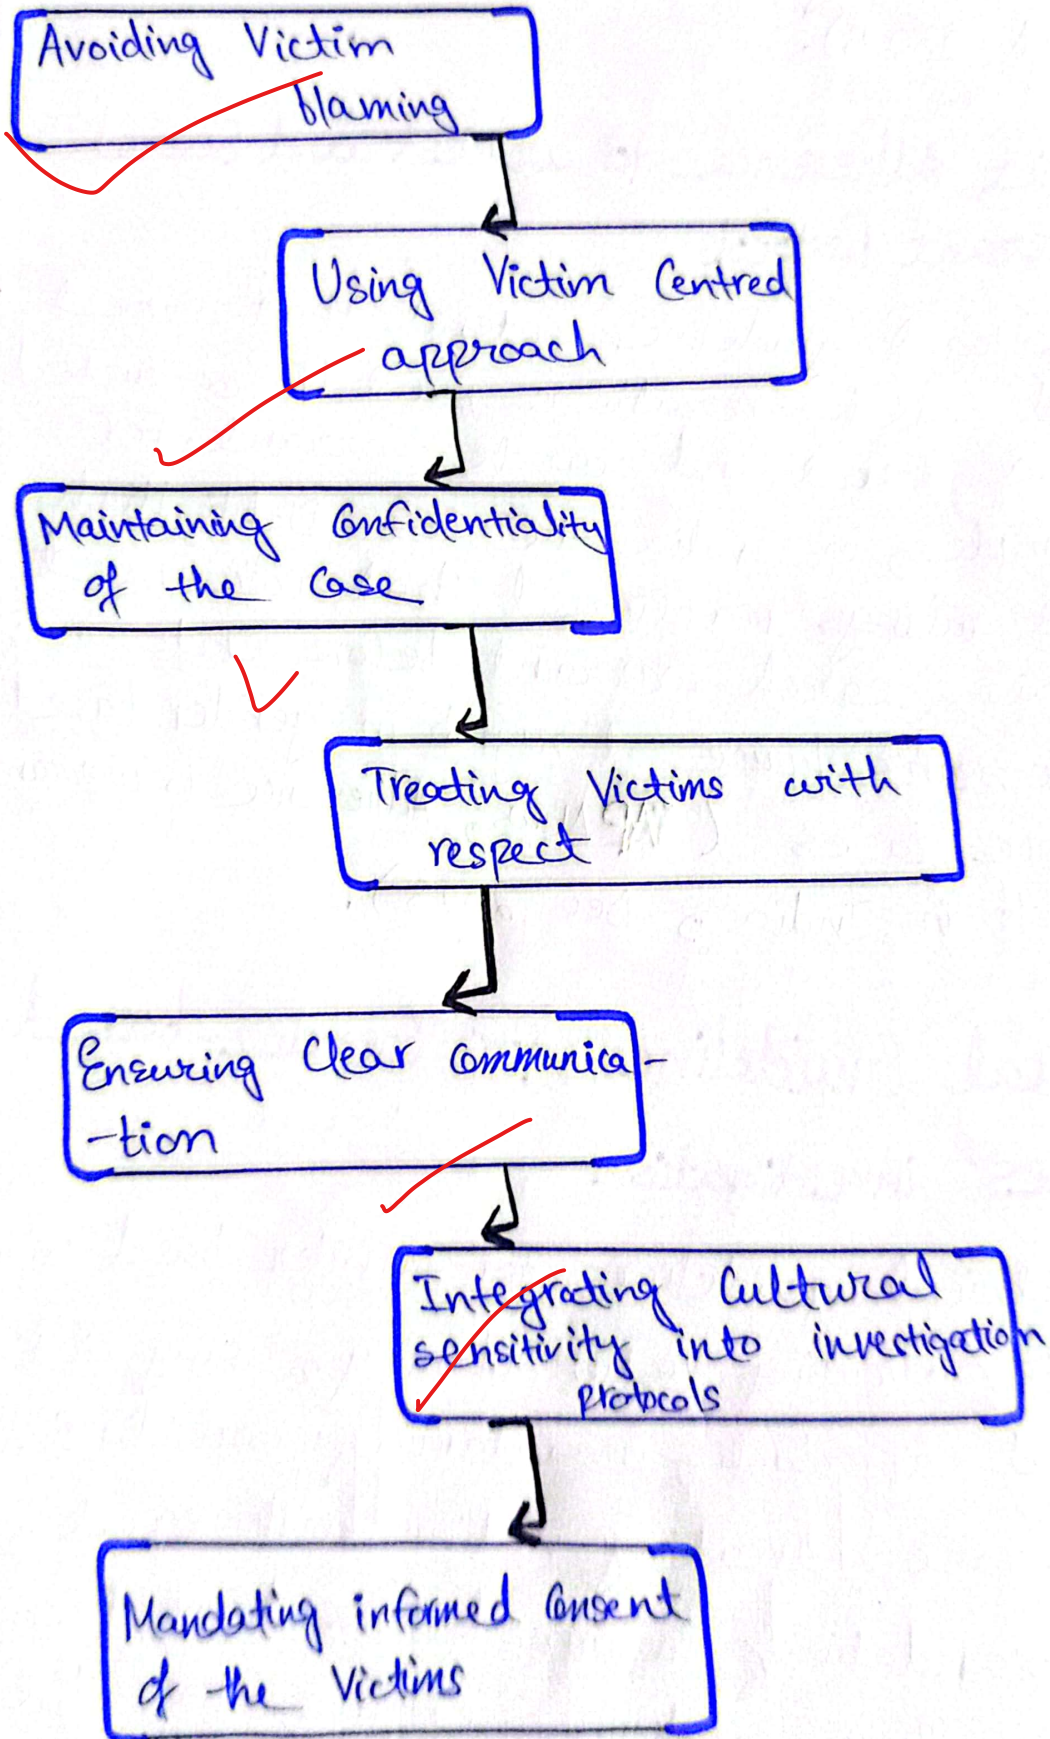 Avoiding Victim
blaming
Using Victim Centred
approach
Maintaining Confidentiality
of the Case
Treating Victims with
respect
Ensuring Clear Communica-
-tion
Integrating Cultural
sensitivity into investigation
protocols
Mandating informed Consent
of the Victims